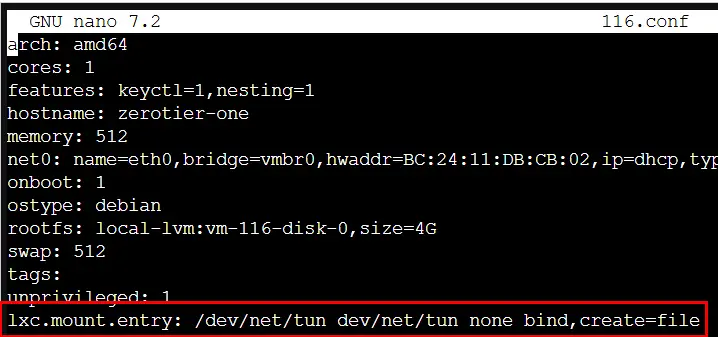 GNU nano 7.2 116.conf
arch: amd64
cores: 1
features: keyctl=1,nesting=1
hostname: zerotier-one
memory: 512
net0: name=eth0,bridge=vmbr0,hwaddr=BC:24:11:DB:CB:02,ip=dhcp,typ
onboot: 1
ostype: debian
rootfs: local-lvm:vm-116-disk-0,size=4G
swap: 512
tags:
unprivileged: 1
lxc.mount.entry: /dev/net/tun dev/net/tun none bind,create=file